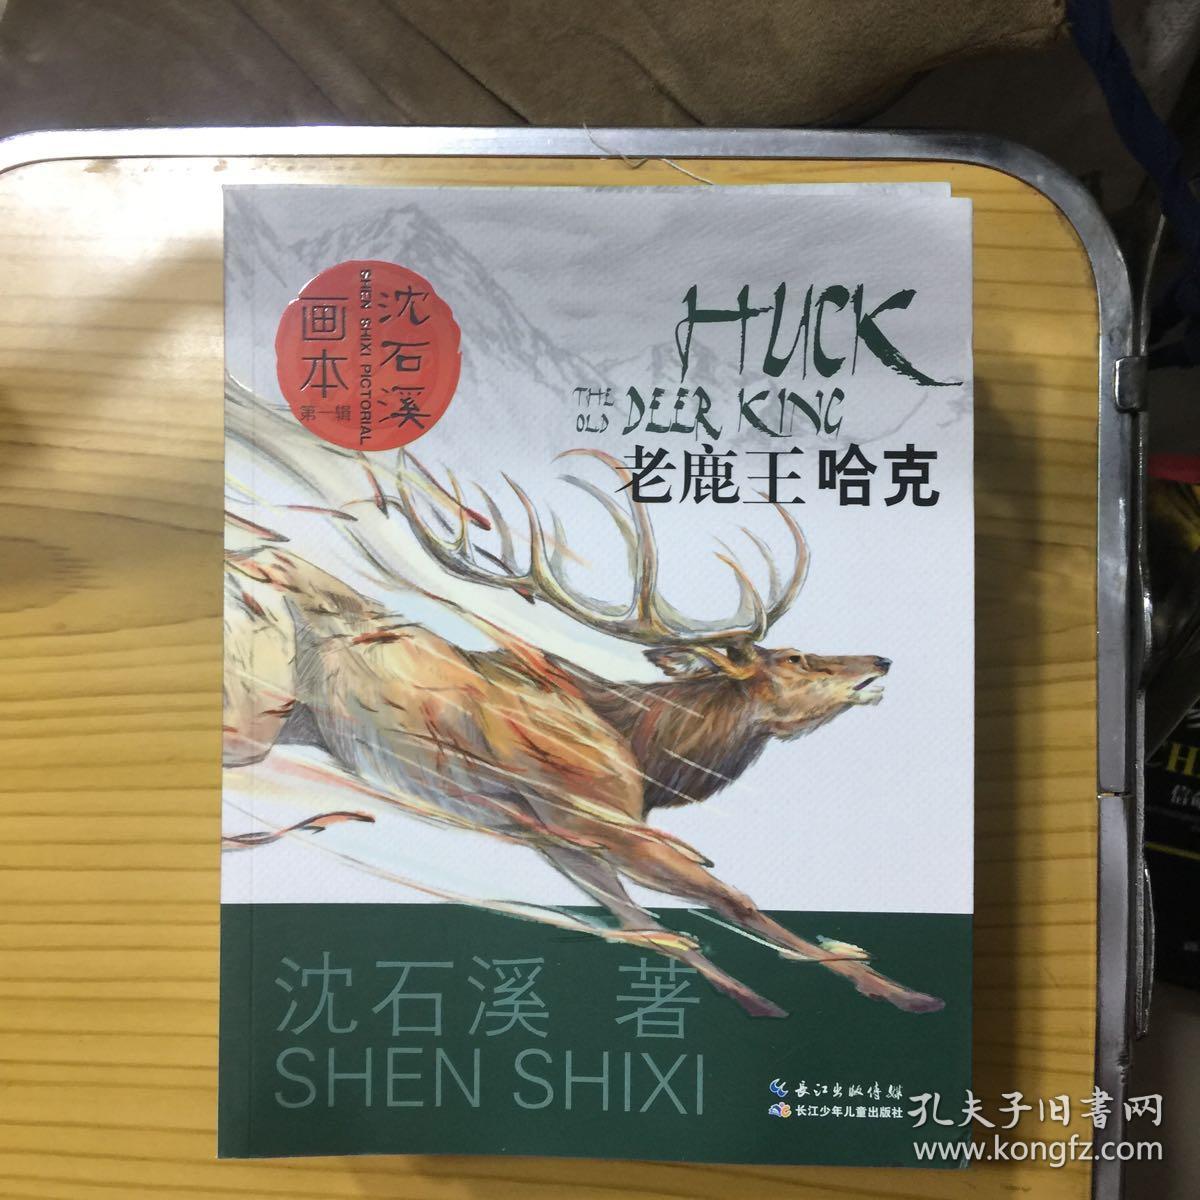 沈石溪
SHEN SHIXI PICTORIAL
画本
第一辑
HUCK
THE OLD DEER KING
老鹿王哈克
沈石溪 著
SHEN SHIXI
长江出版传媒
长江少年儿童出版社
孔夫子旧书网
www.kongfz.com